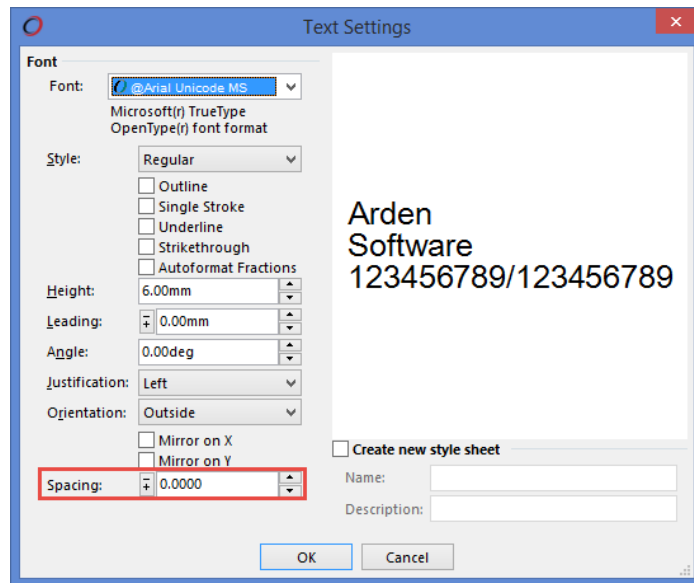 Text Settings
Font
Font: @Arial Unicode MS
Microsoft(r) TrueType
OpenType(r) font format
Style: Regular
Outline
Single Stroke
Underline
Strikethrough
Autoformat Fractions
Height: 6.00mm
Leading: 0.00mm
Angle: 0.00deg
Justification: Left
Orientation: Outside
Mirror on X
Mirror on Y
Spacing: 0.0000
Arden
Software
123456789/123456789
Create new style sheet
Name:
Description:
OK Cancel